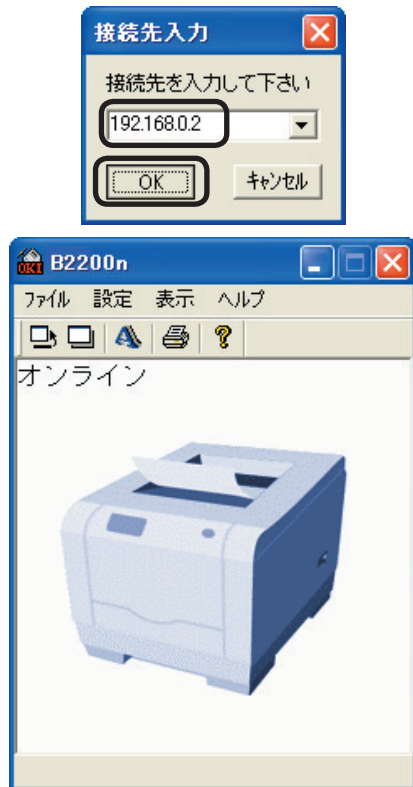 接続先入力
接続先を入力して下さい
192.168.0.2
OK キャンセル
OKI B2200n
ファイル 設定 表示 ヘルプ
オンライン